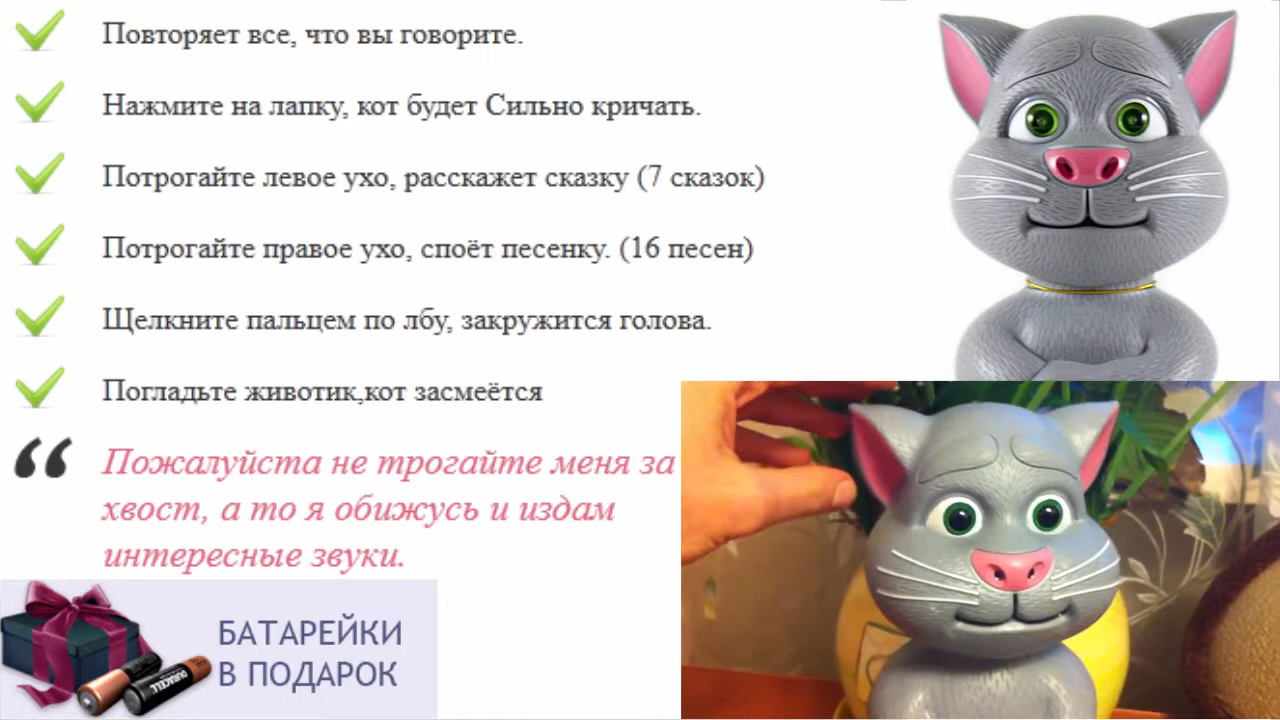 Повторяет все, что вы говорите.
Нажмите на лапку, кот будет Сильно кричать.
Потрогайте левое ухо, расскажет сказку (7 сказок)
Потрогайте правое ухо, споёт песенку. (16 песен)
Щелкните пальцем по лбу, закружится голова.
Погладьте животик,кот засмеётся
“ Пожалуйста не трогайте меня за
хвост, а то я обижусь и издам
интересные звуки.
БАТАРЕЙКИ
В ПОДАРОК
DURACELL